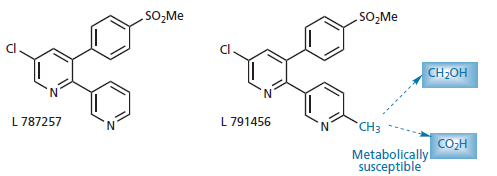 SO₂Me
Cl
N
N
L 787257
SO₂Me
Cl
N
N
CH₃
L 791456
CH₂OH
CO₂H
Metabolically
susceptible